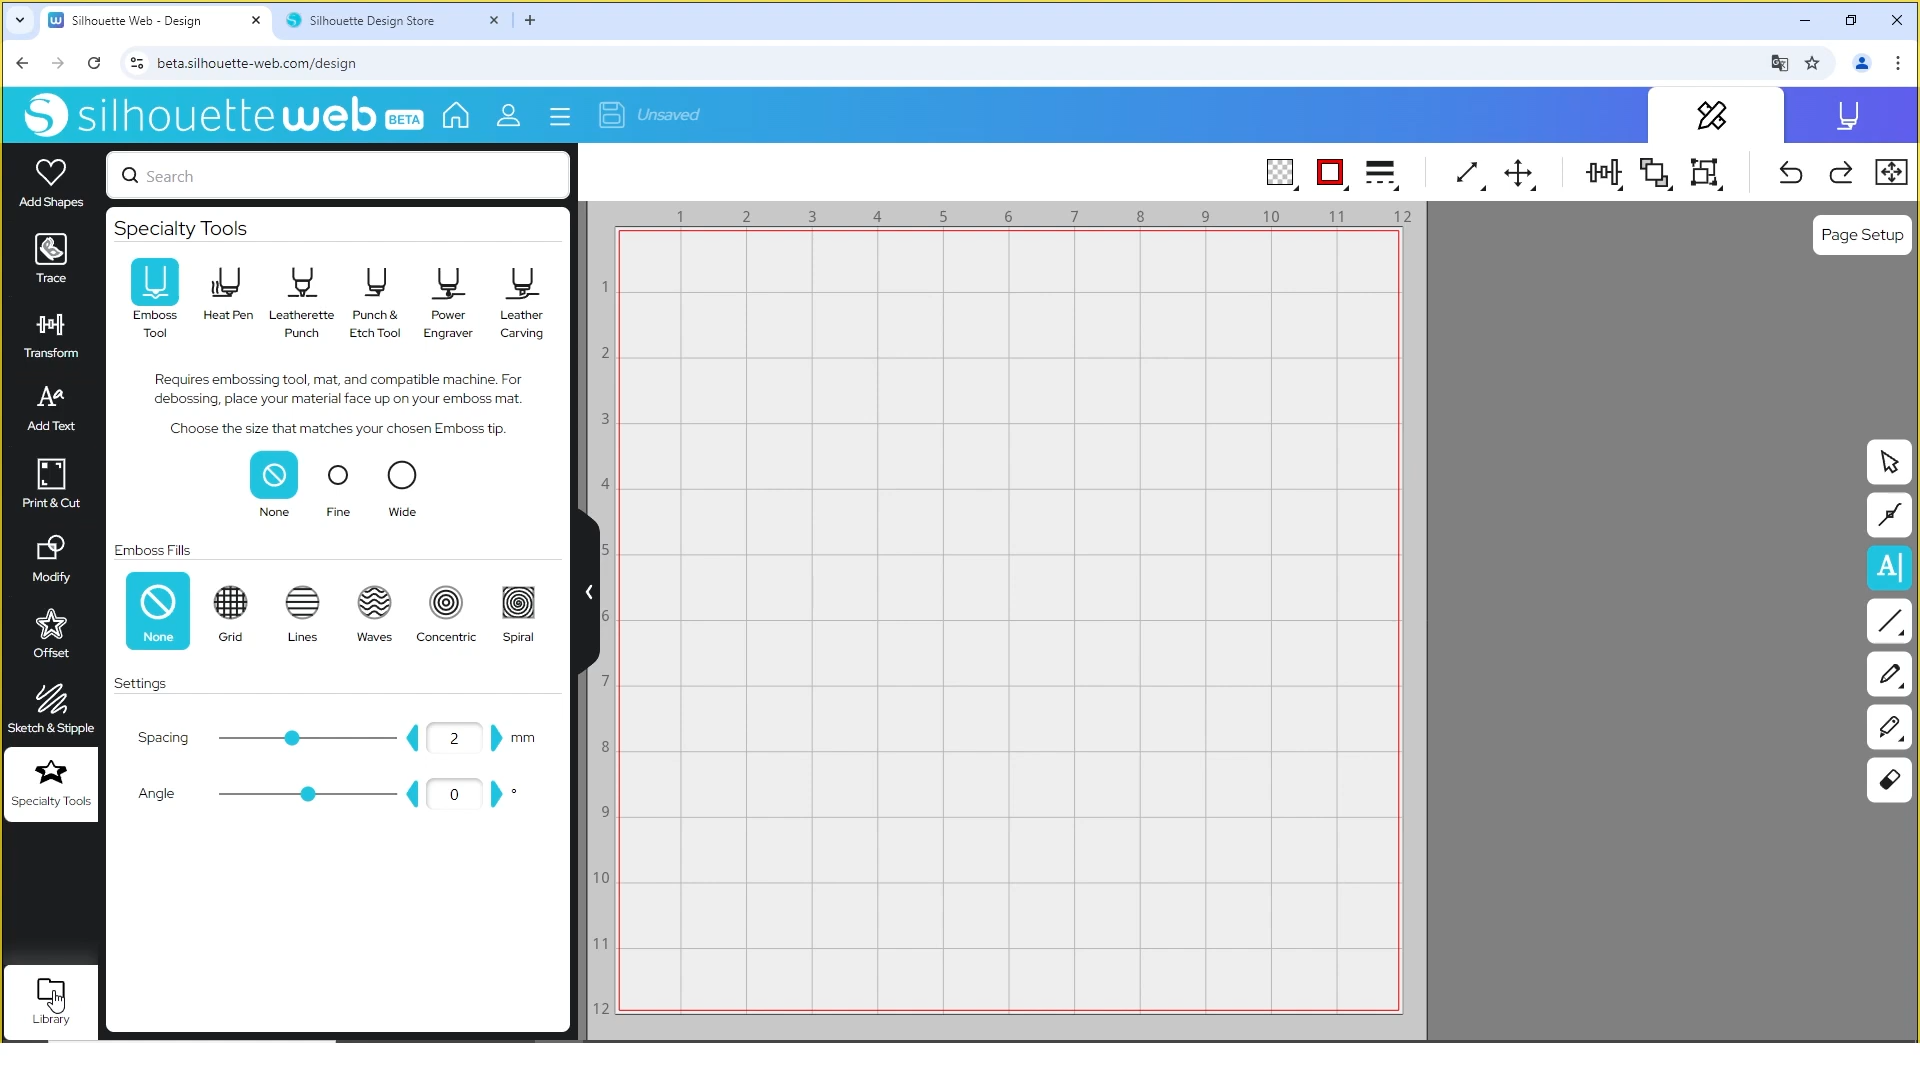 Silhouette Web - Design
Silhouette Design Store
beta.silhouette-web.com/design
silhouette web BETA
Unsaved
Add Shapes
Trace
Transform
Add Text
Print & Cut
Modify
Offset
Sketch & Stipple
Specialty Tools
Library
Search
Specialty Tools
Emboss Tool
Heat Pen
Leatherette Punch
Punch & Etch Tool
Power Engraver
Leather Carving
Requires embossing tool, mat, and compatible machine. For
debossing, place your material face up on your emboss mat.
Choose the size that matches your chosen Emboss tip.
None
Fine
Wide
Emboss Fills
None
Grid
Lines
Waves
Concentric
Spiral
Settings
Spacing 2 mm
Angle 0 °
1 2 3 4 5 6 7 8 9 10 11 12
1
2
3
4
5
6
7
8
9
10
11
12
Page Setup
A